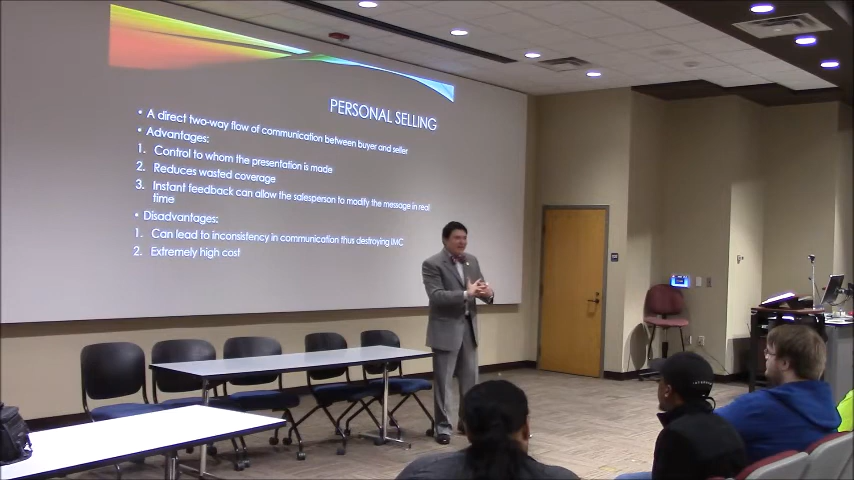 PERSONAL SELLING
• A direct two-way flow of communication between buyer and seller
• Advantages:
1. Control to whom the presentation is made
2. Reduces wasted coverage
3. Instant feedback can allow the salesperson to modify the message in real
time
• Disadvantages:
1. Can lead to inconsistency in communication thus destroying IMC
2. Extremely high cost